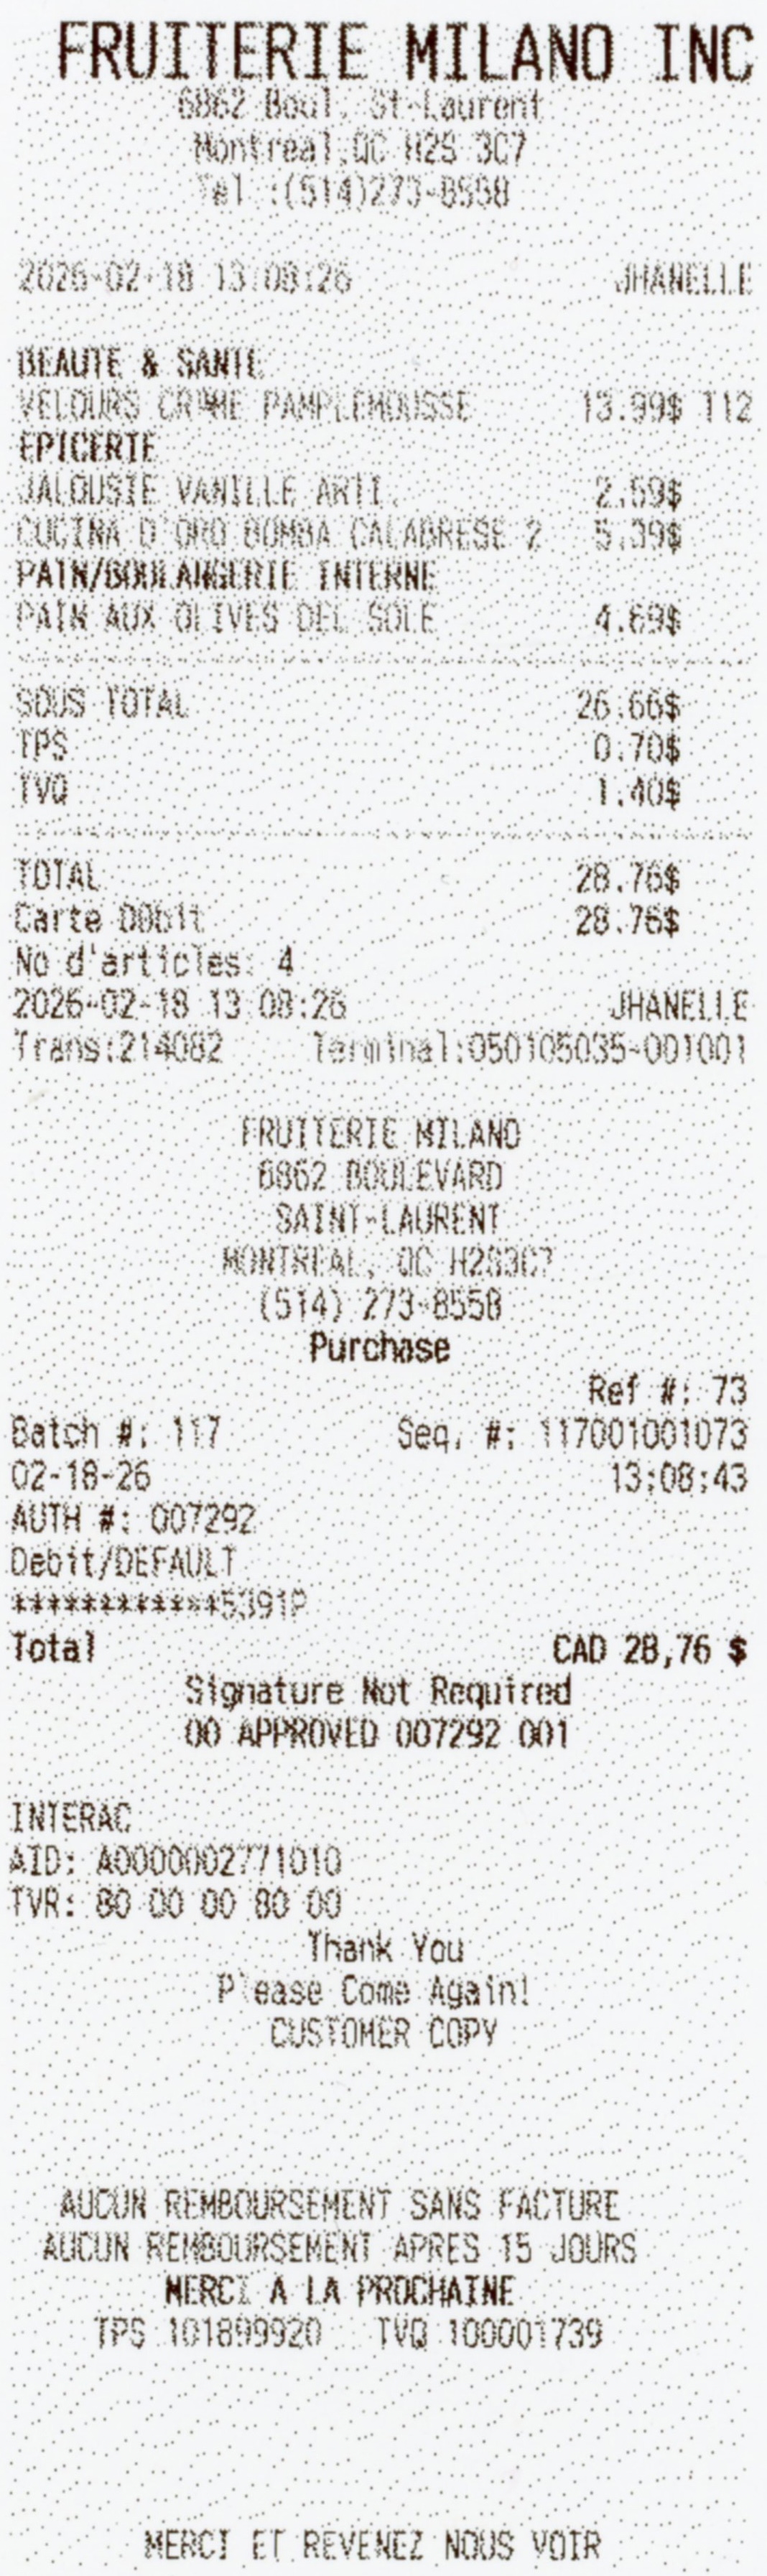 FRUITERIE MILANO INC
6862 Boul. St-Laurent
Montreal,QC H2S 3C7
Tel.:(514)273-8558
2026-02-18 13:08:26 JHANELLE
BEAUTE & SANTE
VELOURS CRÈME PAMPLEMOUSSE 13.99$ T12
EPICERIE
JALOUSIE VANILLE ARTI. 2.59$
CUCINA D'ORO BOMBA CALABRESE 2 5.39$
PAIN/BOULANGERIE INTERNE
PAIN AUX OLIVES DEL SOLE 4.69$
SOUS TOTAL 26.66$
TPS 0.70$
TVQ 1.40$
TOTAL 28.76$
Carte 28.76$
No d'articles: 4
2026-02-18 13:08:26 JHANELLE
Trans:214082 Terminal:050105035-001001
FRUITERIE MILANO
6862 BOULEVARD
SAINT-LAURENT
MONTREAL, QC H2S3C7
(514) 273-8558
Purchase
Ref #: 73
Batch #: 117 Seq. #: 117001001073
02-18-26 13:08:43
AUTH #: 007292
Debit/DEFAULT
************5391P
Total CAD 28,76 $
Signature Not Required
00 APPROVED 007292 001
INTERAC
AID: A0000002771010
TVR: 80 00 00 80 00
Thank You
Please Come Again!
CUSTOMER COPY
AUCUN REMBOURSEMENT SANS FACTURE
AUCUN REMBOURSEMENT APRES 15 JOURS
MERCI A LA PROCHAINE
TPS 101899920 TVQ 100001739
MERCI ET REVENEZ NOUS VOIR